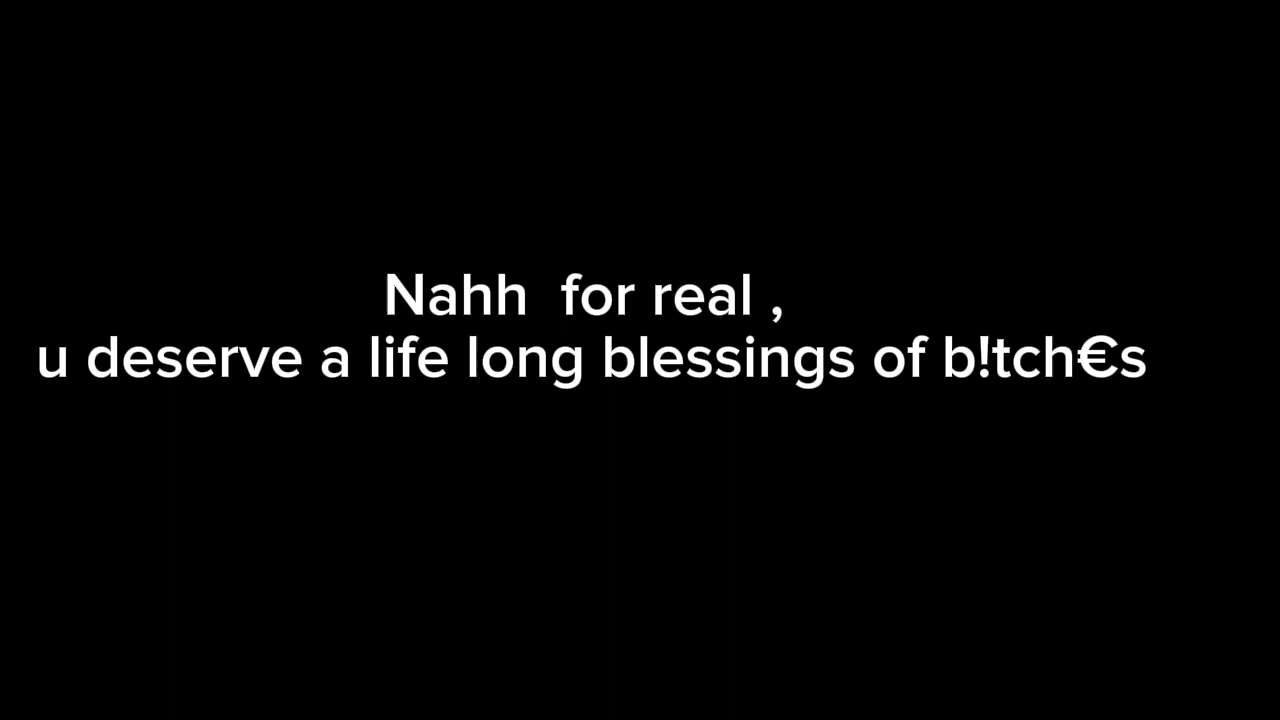 Nahh  for real ,
u deserve a life long blessings of b!tch€s